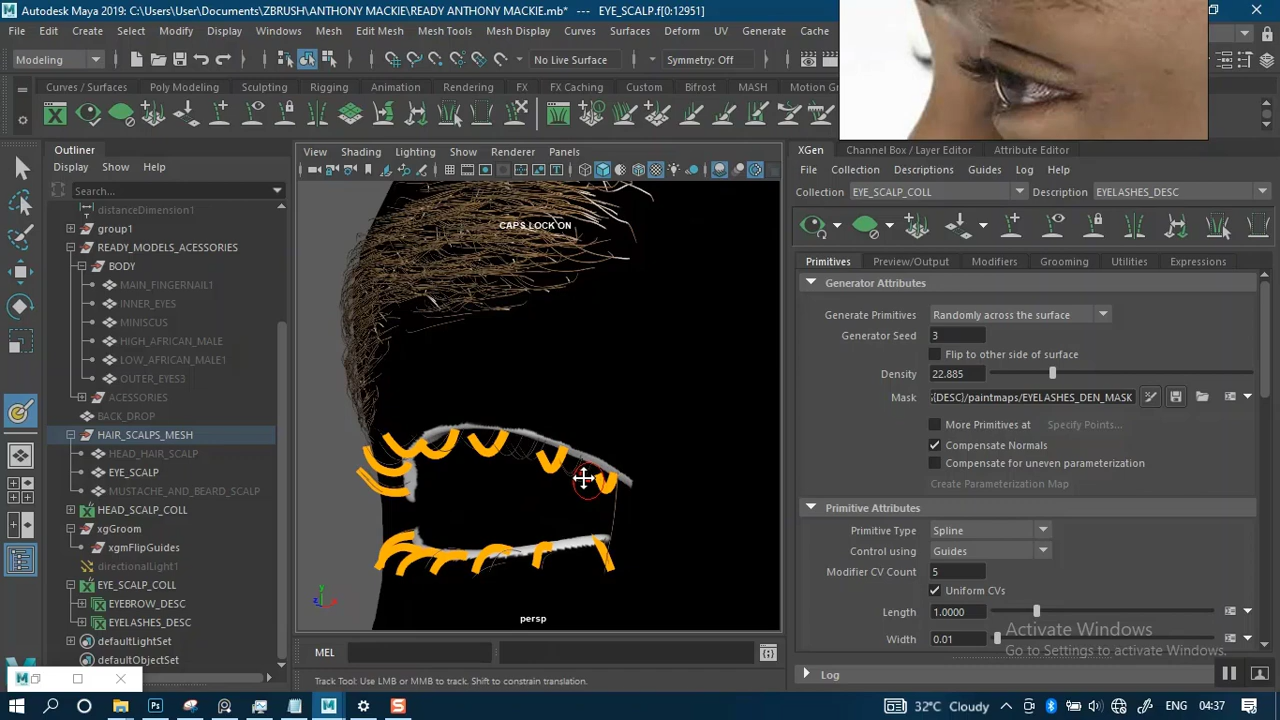 Autodesk Maya 2019: C:\Users\User\Documents\ZBRUSH\ANTHONY MACKIE\READY ANTHONY MACKIE.mb* --- EYE_SCALP.f[0:12951]
File Edit Create Select Modify Display Windows Mesh Edit Mesh Mesh Tools Mesh Display Curves Surfaces Deform UV Generate Cache
Modeling No Live Surface Symmetry: Off
Curves / Surfaces Poly Modeling Sculpting Rigging Animation Rendering FX FX Caching Custom Bifrost MASH Motion Gr
Outliner
Display Show Help
Search...
distanceDimension1
group1
READY_MODELS_ACESSORIES
BODY
MAIN_FINGERNAIL1
INNER_EYES
MINISCUS
HIGH_AFRICAN_MALE
LOW_AFRICAN_MALE1
OUTER_EYES3
ACESSORIES
BACK_DROP
HAIR_SCALPS_MESH
HEAD_HAIR_SCALP
EYE_SCALP
MUSTACHE_AND_BEARD_SCALP
HEAD_SCALP_COLL
xgGroom
xgmFlipGuides
directionalLight1
EYE_SCALP_COLL
EYEBROW_DESC
EYELASHES_DESC
defaultLightSet
defaultObjectSet
View Shading Lighting Show Renderer Panels
CAPS LOCK ON
persp
XGen Channel Box / Layer Editor Attribute Editor
File Collection Descriptions Guides Log Help
Collection EYE_SCALP_COLL Description EYELASHES_DESC
Primitives Preview/Output Modifiers Grooming Utilities Expressions
Generator Attributes
Generate Primitives Randomly across the surface
Generator Seed 3
Flip to other side of surface
Density 22.885
Mask {DESC}/paintmaps/EYELASHES_DEN_MASK
More Primitives at Specify Points...
Compensate Normals
Compensate for uneven parameterization
Create Parameterization Map
Primitive Attributes
Primitive Type Spline
Control using Guides
Modifier CV Count 5
Uniform CVs
Length 1.0000
Width 0.01
Activate Windows
Go to Settings to activate Windows.
Log
MEL
Track Tool: Use LMB or MMB to track. Shift to constrain translation.
32°C Cloudy ENG 04:37